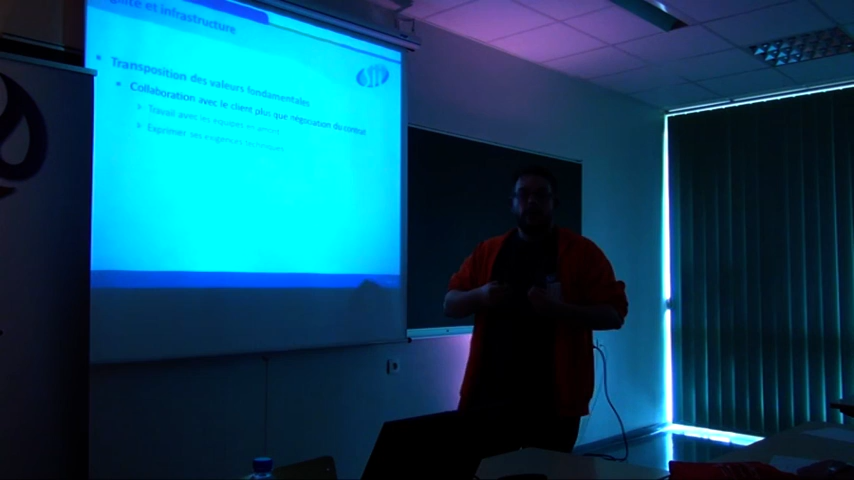 Agilité et infrastructure
Transposition des valeurs fondamentales
Collaboration avec le client plus que négociation du contrat
Travail avec les équipes en amont
Exprimer ses exigences techniques